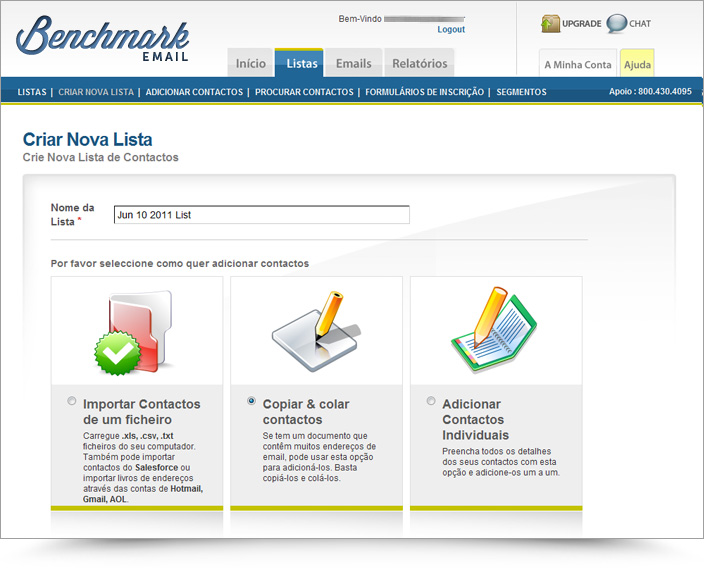 Benchmark
EMAIL
Bem-Vindo
Logout
UPGRADE CHAT
Início Listas Emails Relatórios A Minha Conta Ajuda
LISTAS | CRIAR NOVA LISTA | ADICIONAR CONTACTOS | PROCURAR CONTACTOS | FORMULÁRIOS DE INSCRIÇÃO | SEGMENTOS Apoio : 800.430.4095
Criar Nova Lista
Crie Nova Lista de Contactos
Nome da
Lista * Jun 10 2011 List
Por favor seleccione como quer adicionar contactos
Importar Contactos
de um ficheiro
Carregue .xls, .csv, .txt
ficheiros do seu computador.
Também pode importar
contactos do Salesforce ou
importar livros de endereços
através das contas de Hotmail,
Gmail, AOL.
Copiar & colar
contactos
Se tem um documento que
contêm muitos endereços de
email, pode usar esta opção
para adicioná-los. Basta
copiá-los e colá-los.
Adicionar
Contactos
Individuais
Preencha todos os detalhes
dos seus contactos com esta
opção e adicione-os um a um.